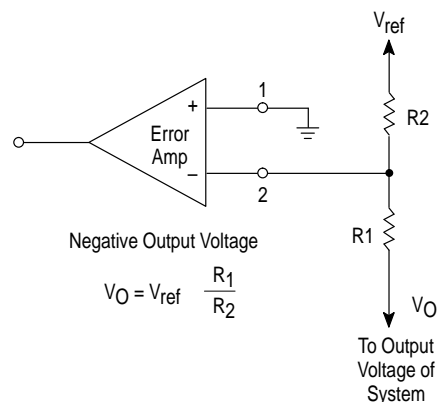 Vref
1
R2
+
Error
Amp
–
2
Negative Output Voltage
R1
VO = Vref R1
R2
VO
To Output
Voltage of
System